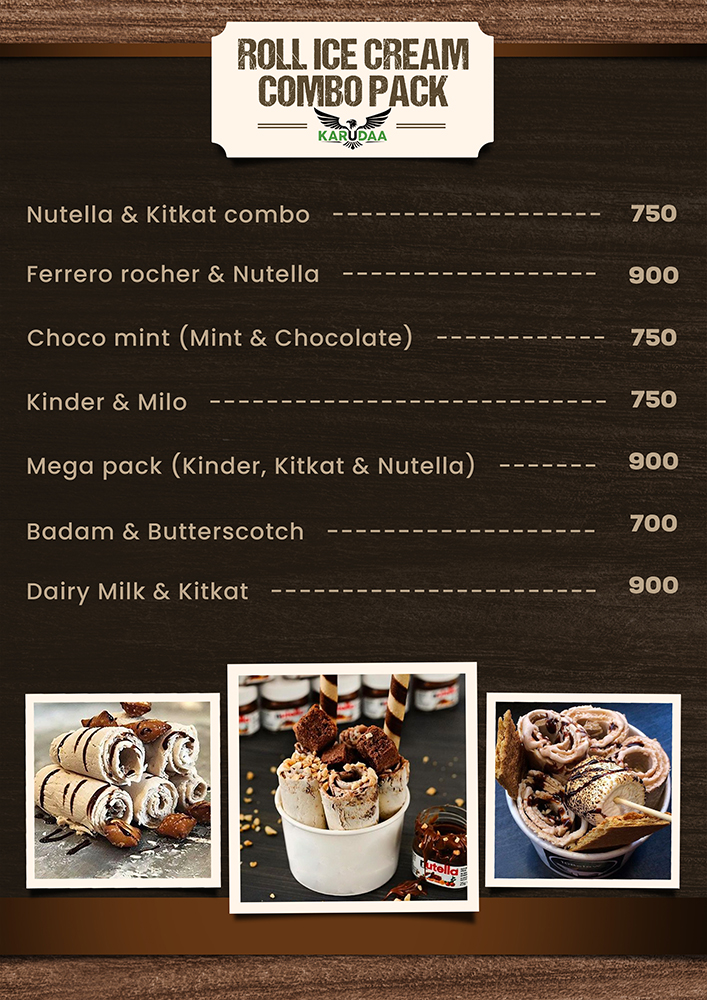 ROLL ICE CREAM
COMBO PACK
KARUDAA
Nutella & Kitkat combo 750
Ferrero rocher & Nutella 900
Choco mint (Mint & Chocolate) 750
Kinder & Milo 750
Mega pack (Kinder, Kitkat & Nutella) 900
Badam & Butterscotch 700
Dairy Milk & Kitkat 900
nutella